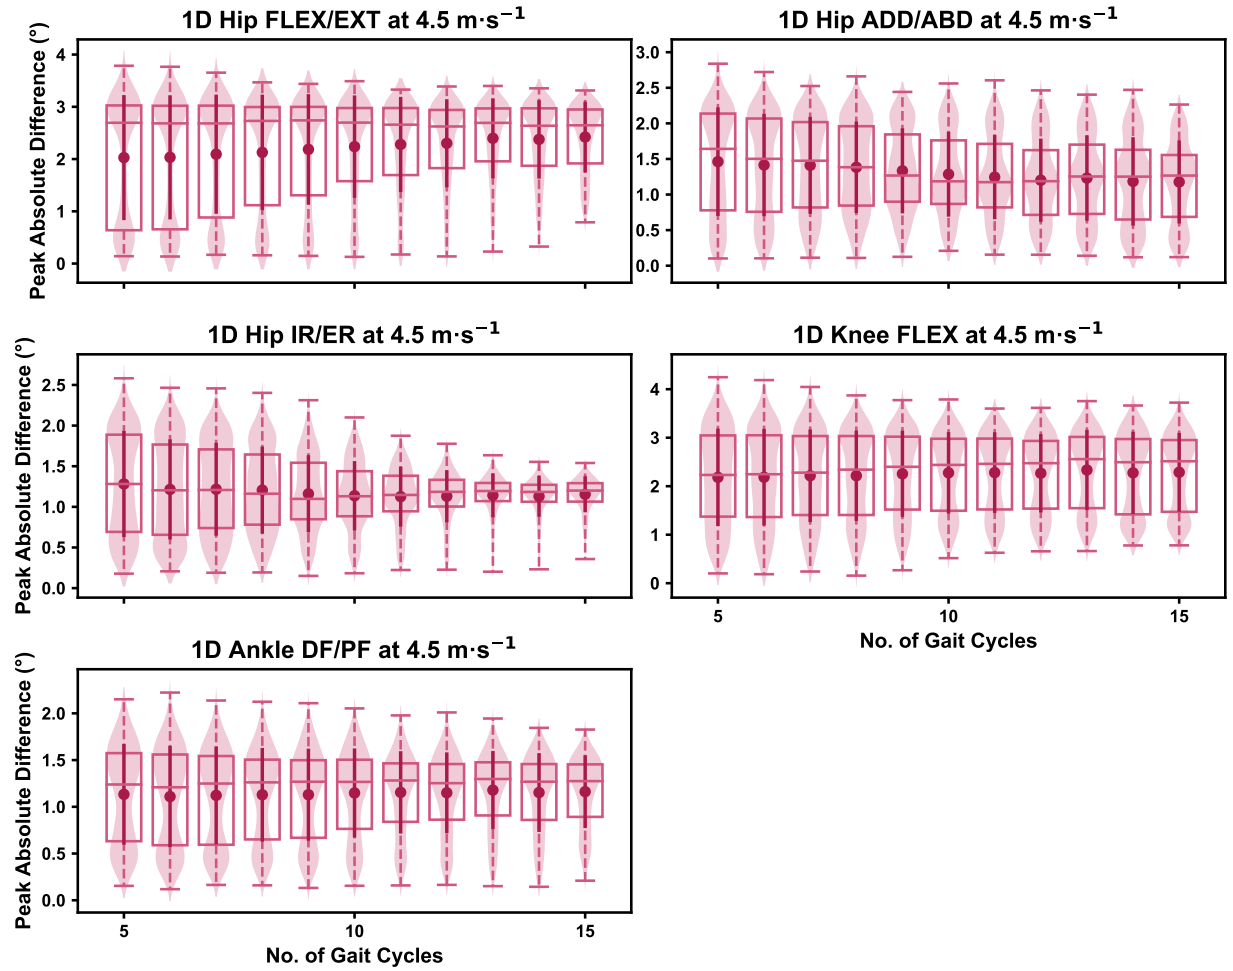 1D Hip FLEX/EXT at 4.5 m·s⁻¹
Peak Absolute Difference (°)
4
3
2
1
0
1D Hip ADD/ABD at 4.5 m·s⁻¹
3.0
2.5
2.0
1.5
1.0
0.5
0.0
1D Hip IR/ER at 4.5 m·s⁻¹
Peak Absolute Difference (°)
2.5
2.0
1.5
1.0
0.5
0.0
1D Knee FLEX at 4.5 m·s⁻¹
4
3
2
1
0
5 10 15
No. of Gait Cycles
1D Ankle DF/PF at 4.5 m·s⁻¹
Peak Absolute Difference (°)
2.0
1.5
1.0
0.5
0.0
5 10 15
No. of Gait Cycles